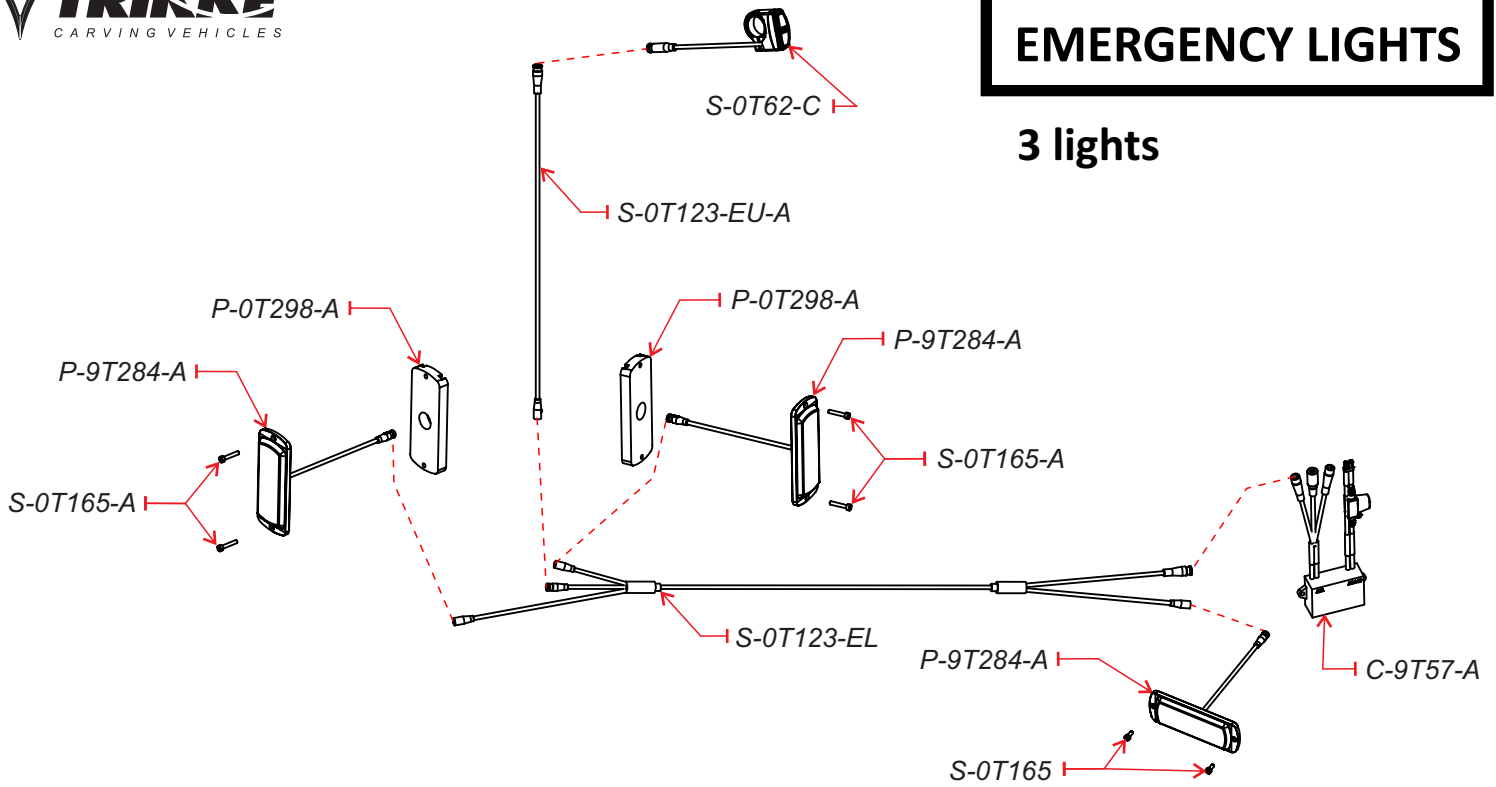 TRIKKE
CARVING VEHICLES
EMERGENCY LIGHTS
3 lights
S-0T62-C
S-0T123-EU-A
P-0T298-A
P-0T298-A
P-9T284-A
P-9T284-A
S-0T165-A
S-0T165-A
S-0T123-EL
P-9T284-A
C-9T57-A
S-0T165